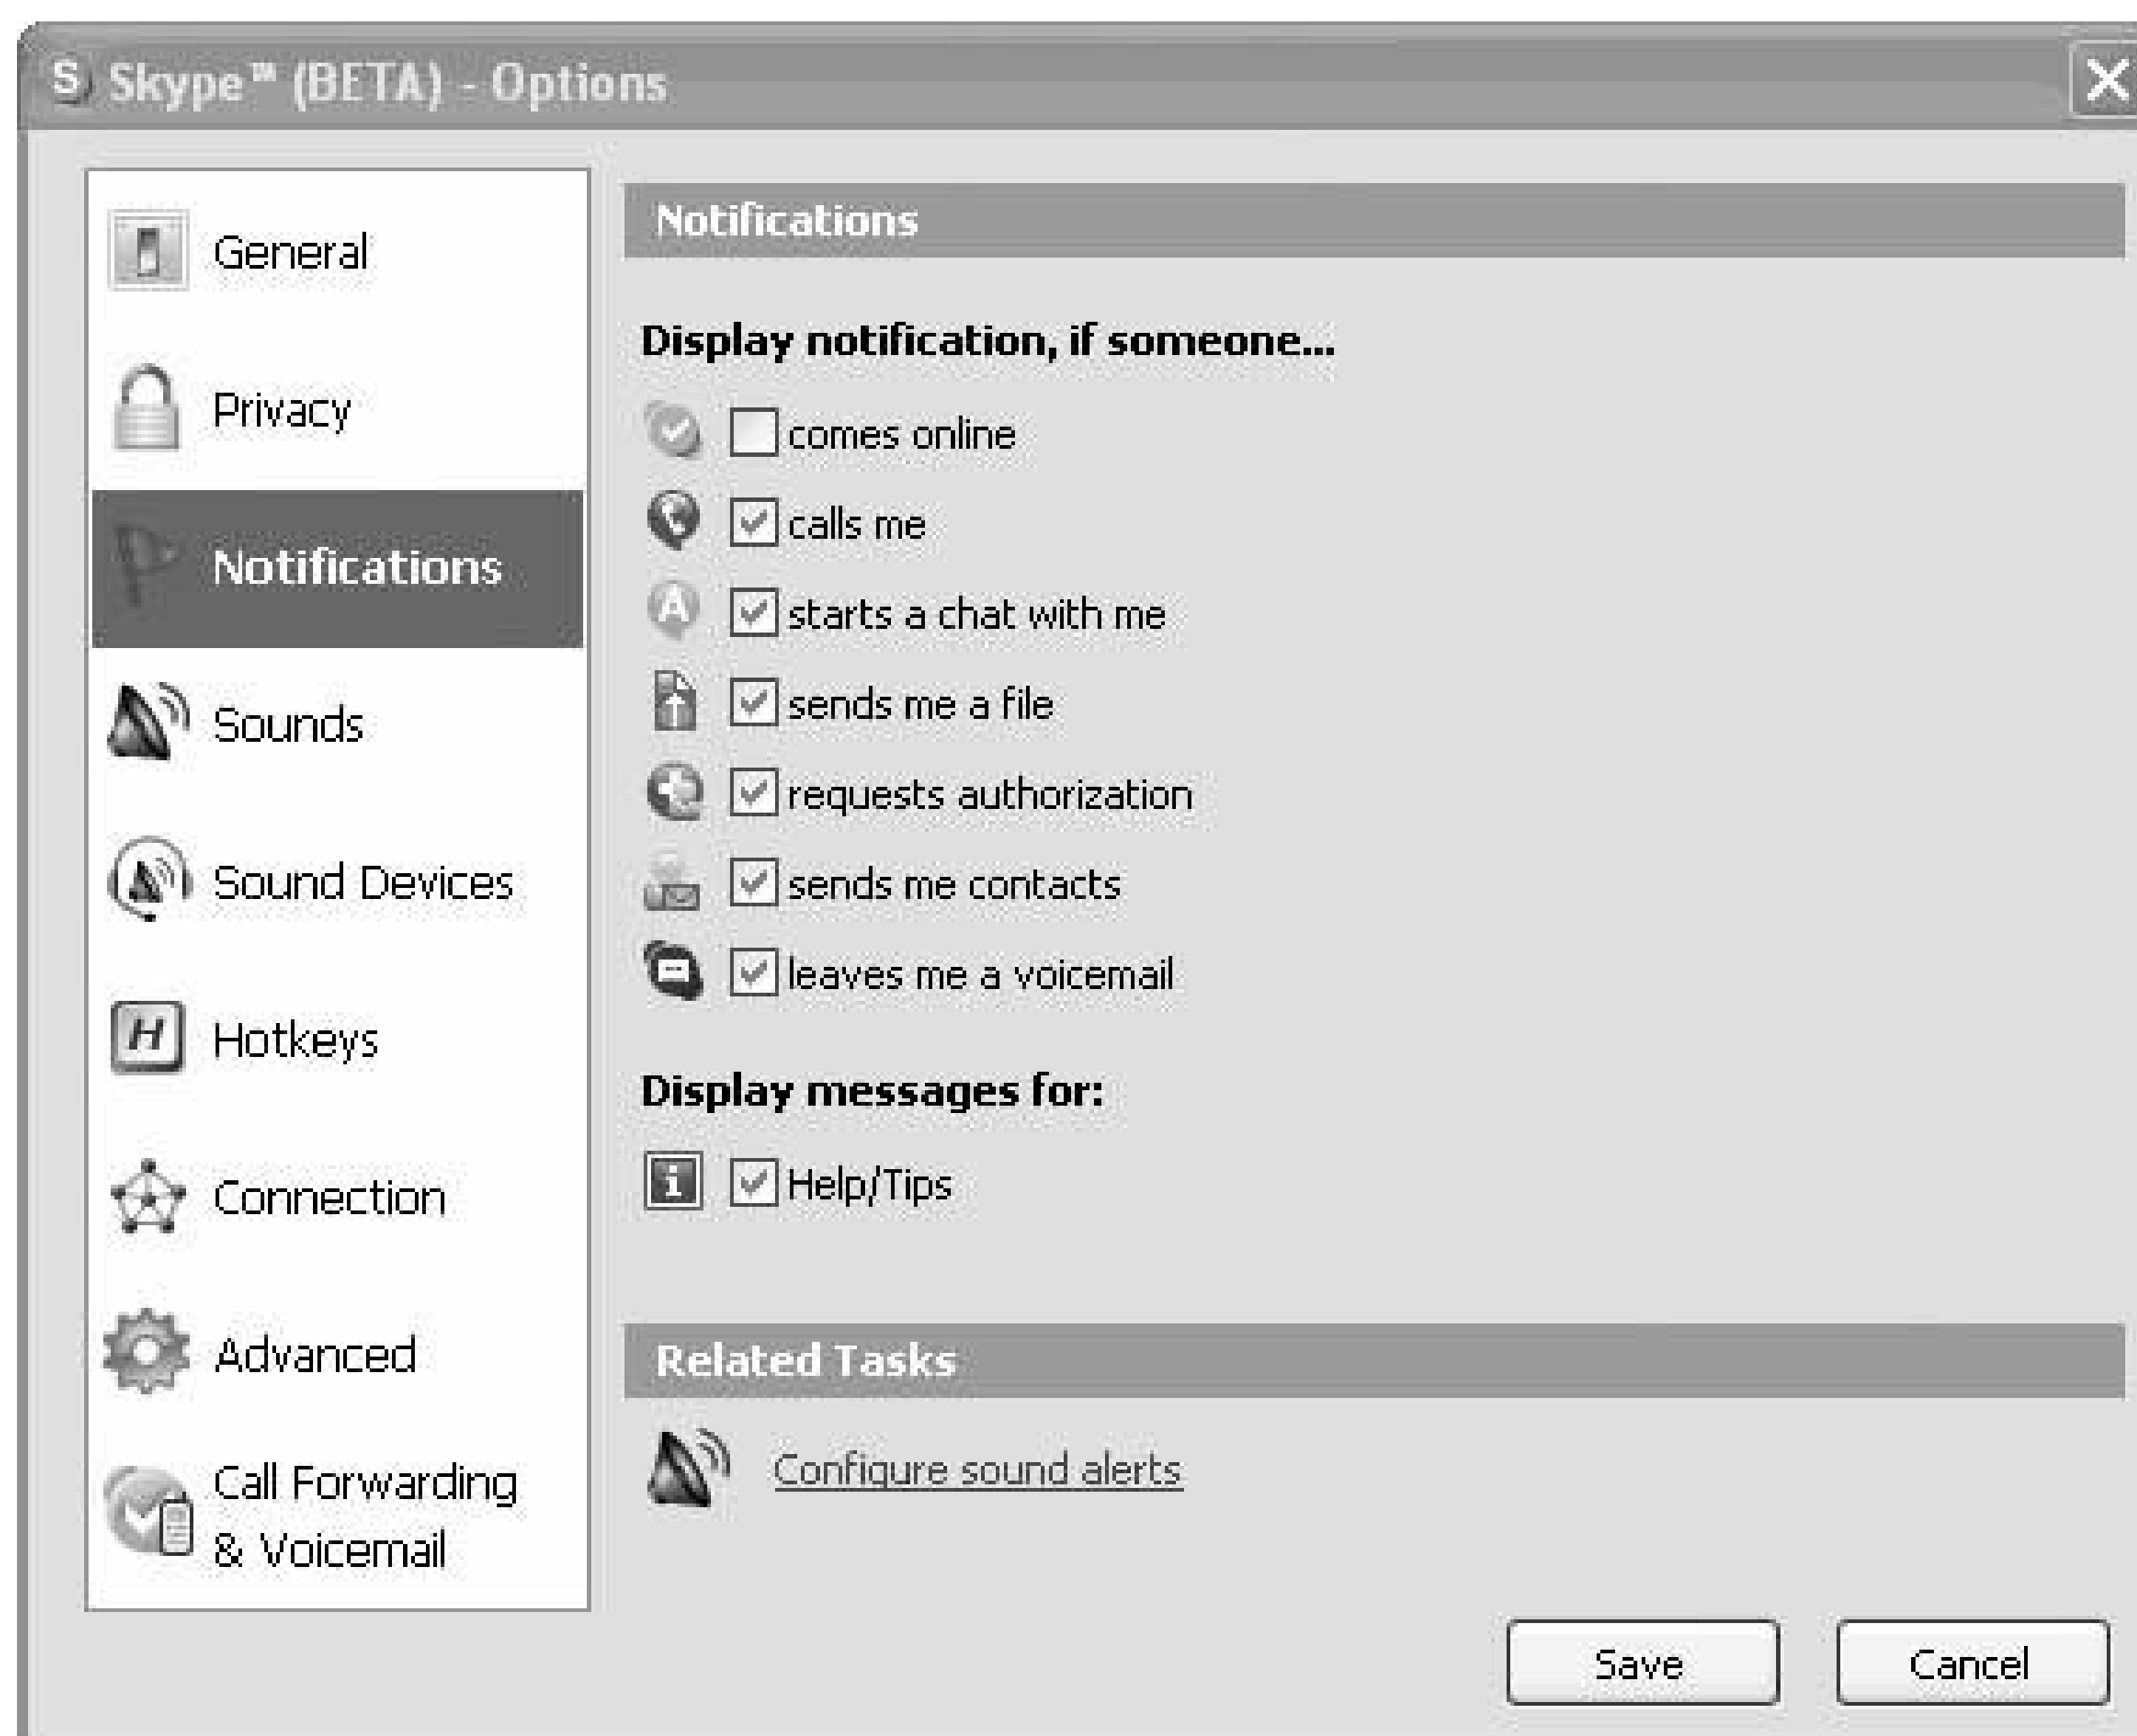 S Skype™ (BETA) - Options
General
Privacy
Notifications
Sounds
Sound Devices
H Hotkeys
Connection
Advanced
Call Forwarding
& Voicemail
Notifications
Display notification, if someone...
comes online
calls me
A starts a chat with me
sends me a file
requests authorization
sends me contacts
leaves me a voicemail
Display messages for:
i Help/Tips
Related Tasks
Configure sound alerts
Save
Cancel